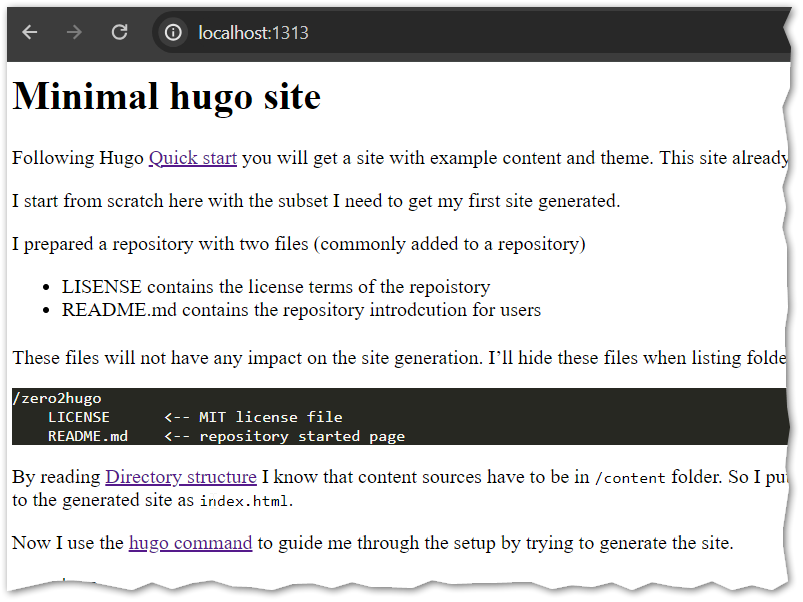 localhost:1313
Minimal hugo site
Following Hugo Quick start you will get a site with example content and theme. This site already
I start from scratch here with the subset I need to get my first site generated.
I prepared a repository with two files (commonly added to a repository)
• LISENSE contains the license terms of the repoistory
• README.md contains the repository introdcution for users
These files will not have any impact on the site generation. I’ll hide these files when listing folde
/zero2hugo
LICENSE <-- MIT license file
README.md <-- repository started page
By reading Directory structure I know that content sources have to be in /content folder. So I pu
to the generated site as index.html.
Now I use the hugo command to guide me through the setup by trying to generate the site.